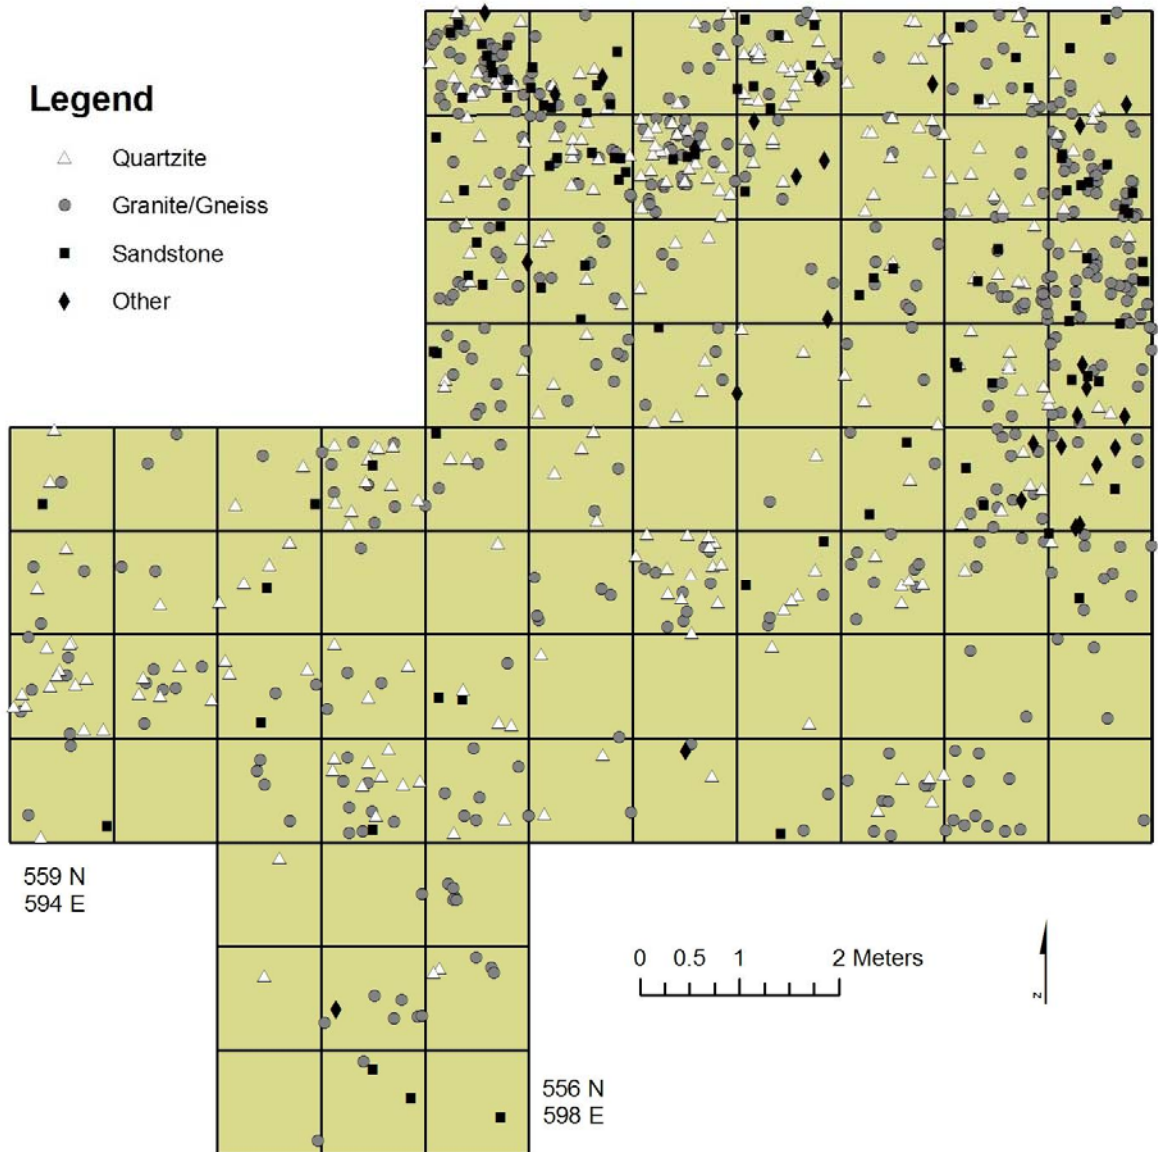 Legend
Quartzite
Granite/Gneiss
Sandstone
Other
559 N
594 E
0 0.5 1 2 Meters
z
556 N
598 E